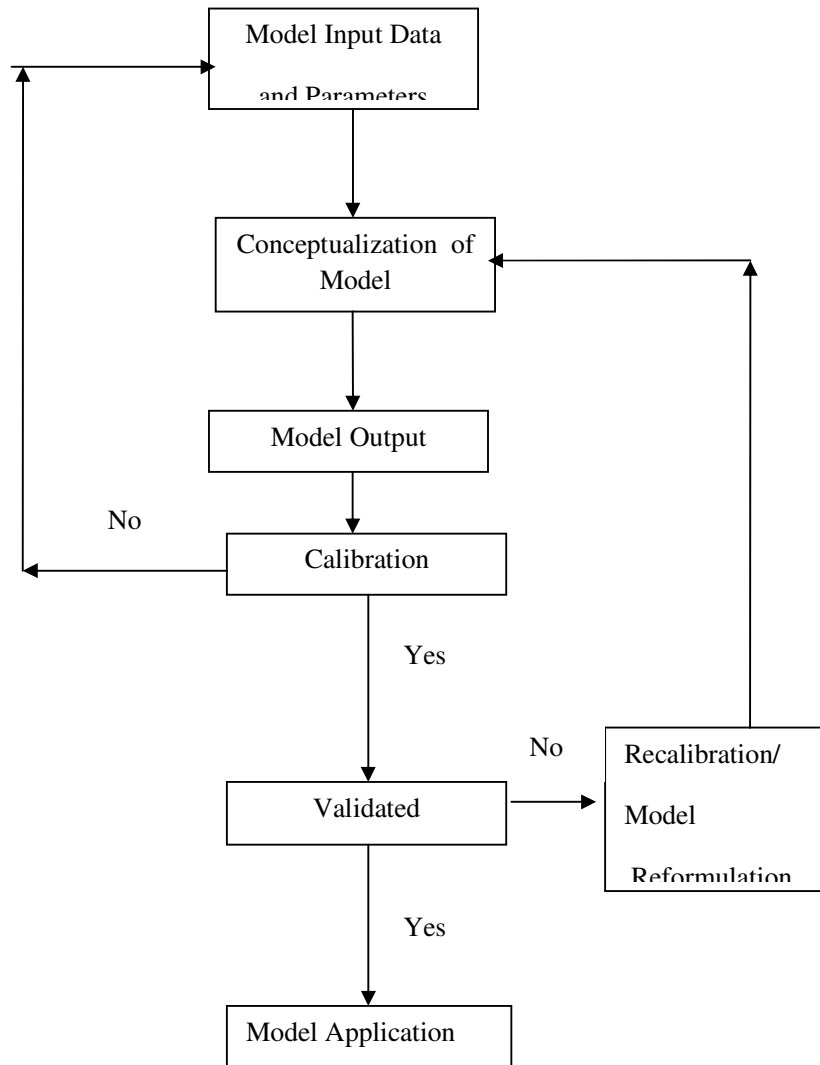 Model Input Data
and Parameters
Conceptualization of
Model
Model Output
No
Calibration
Yes
No
Recalibration/
Validated
Model
Reformulation
Yes
Model Application